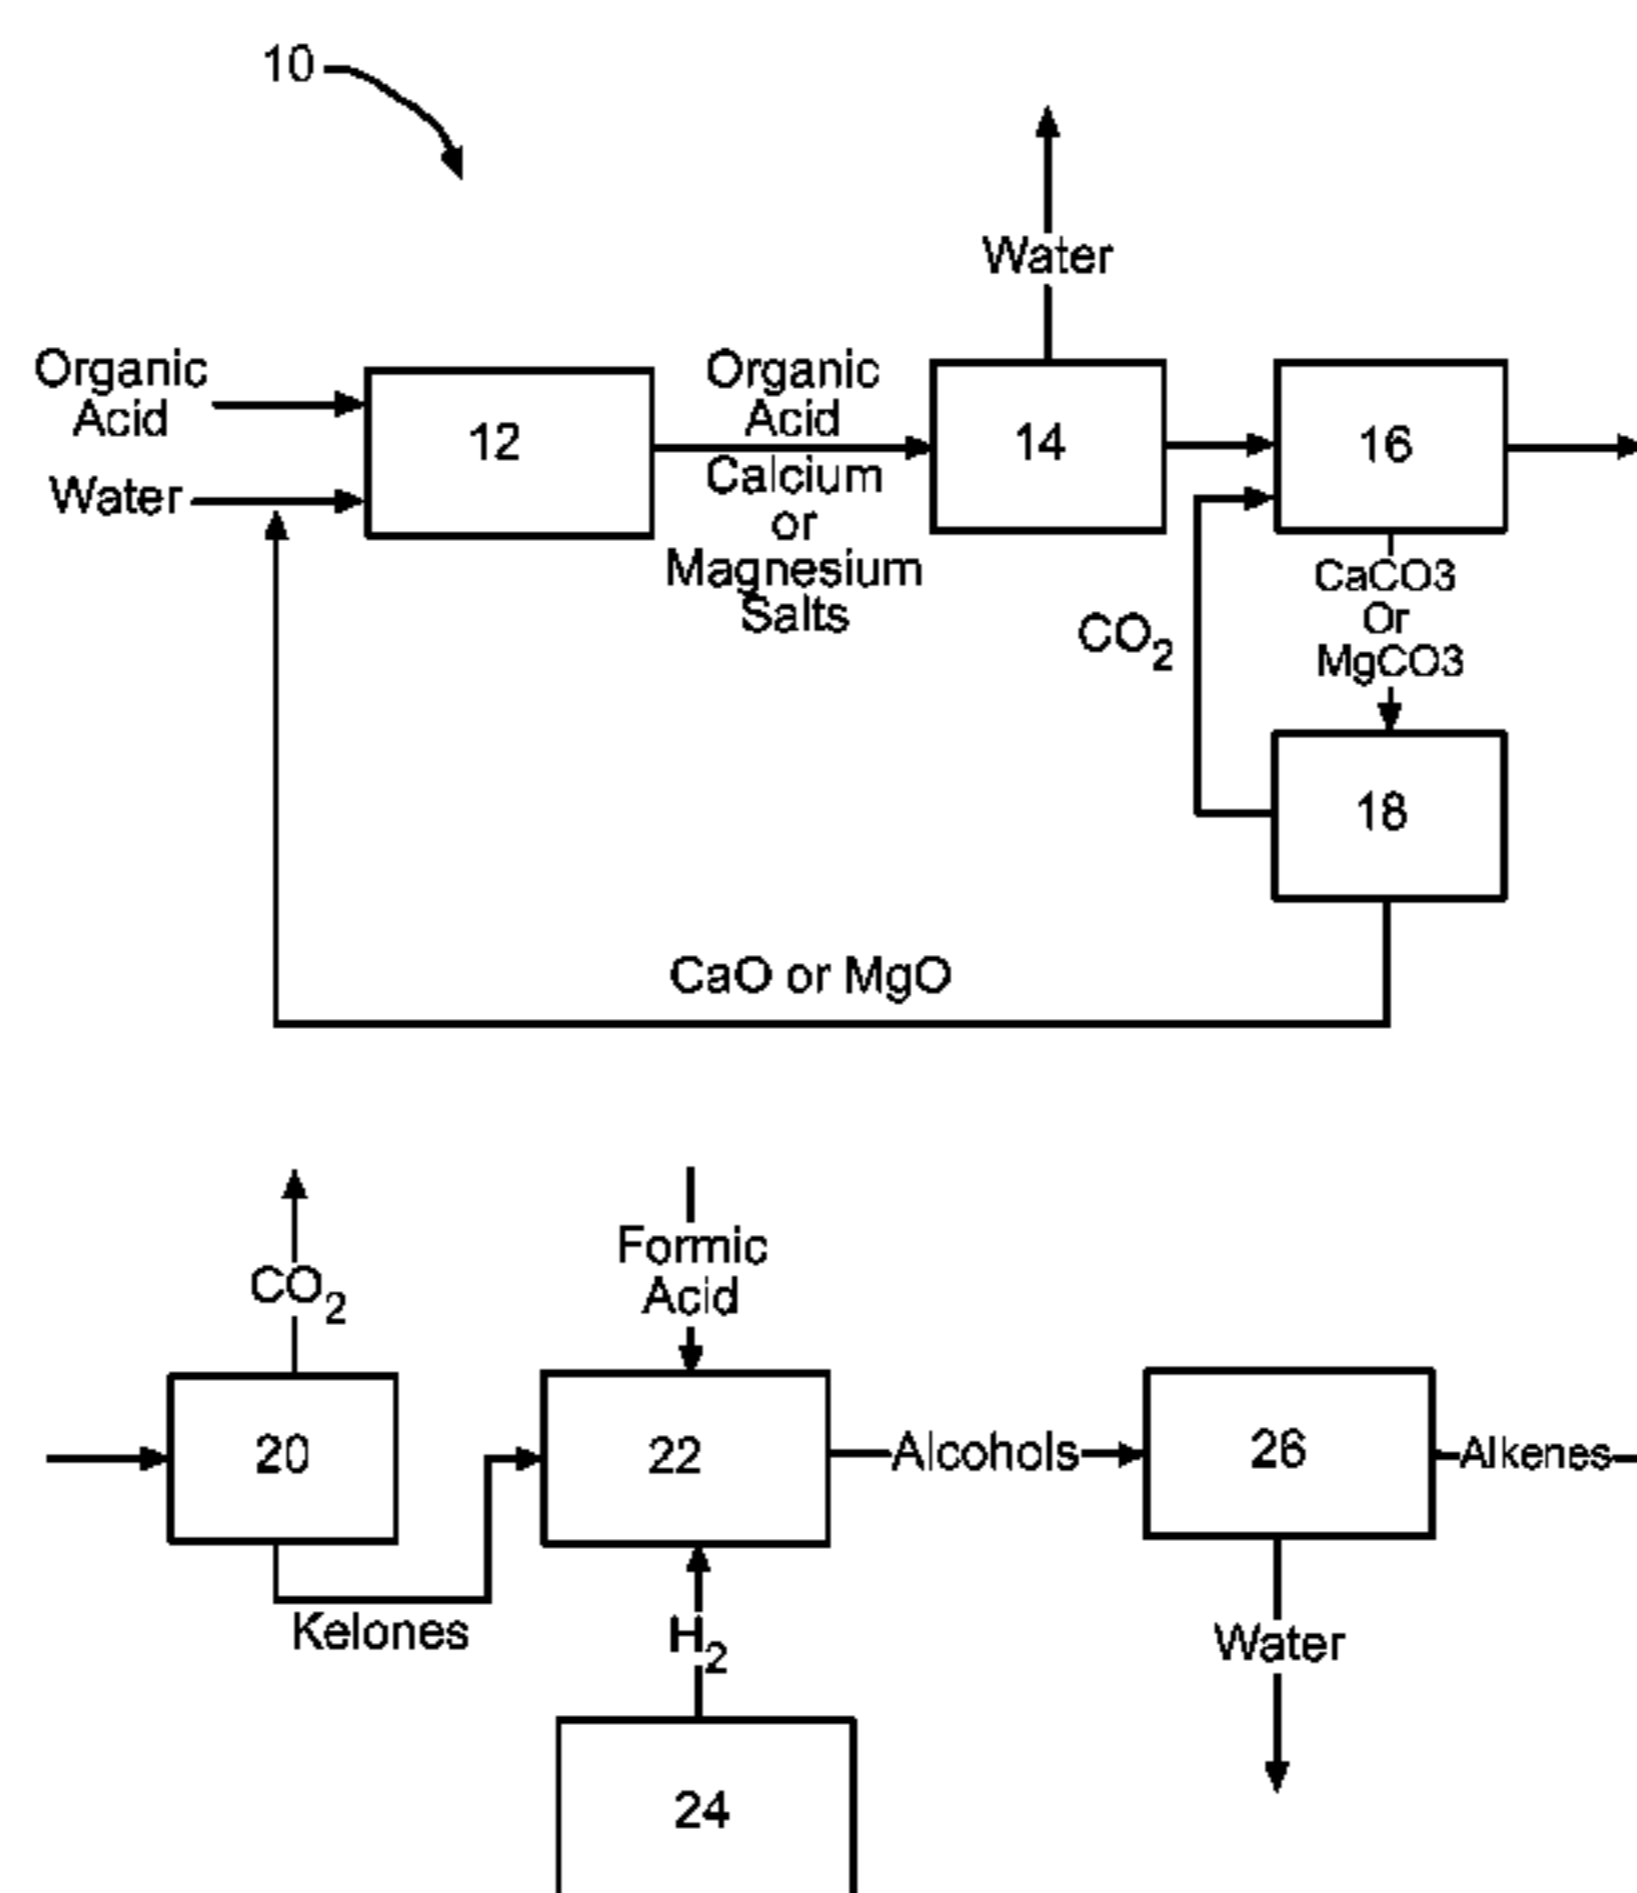 10
Water
Organic
Acid
Water
12
Organic
Acid
Calcium
or
Magnesium
Salts
14
16
CO2
CaCO3
Or
MgCO3
18
CaO or MgO
CO2
Formic
Acid
20
22
Alcohols
26
Alkenes
Kelones
H2
Water
24